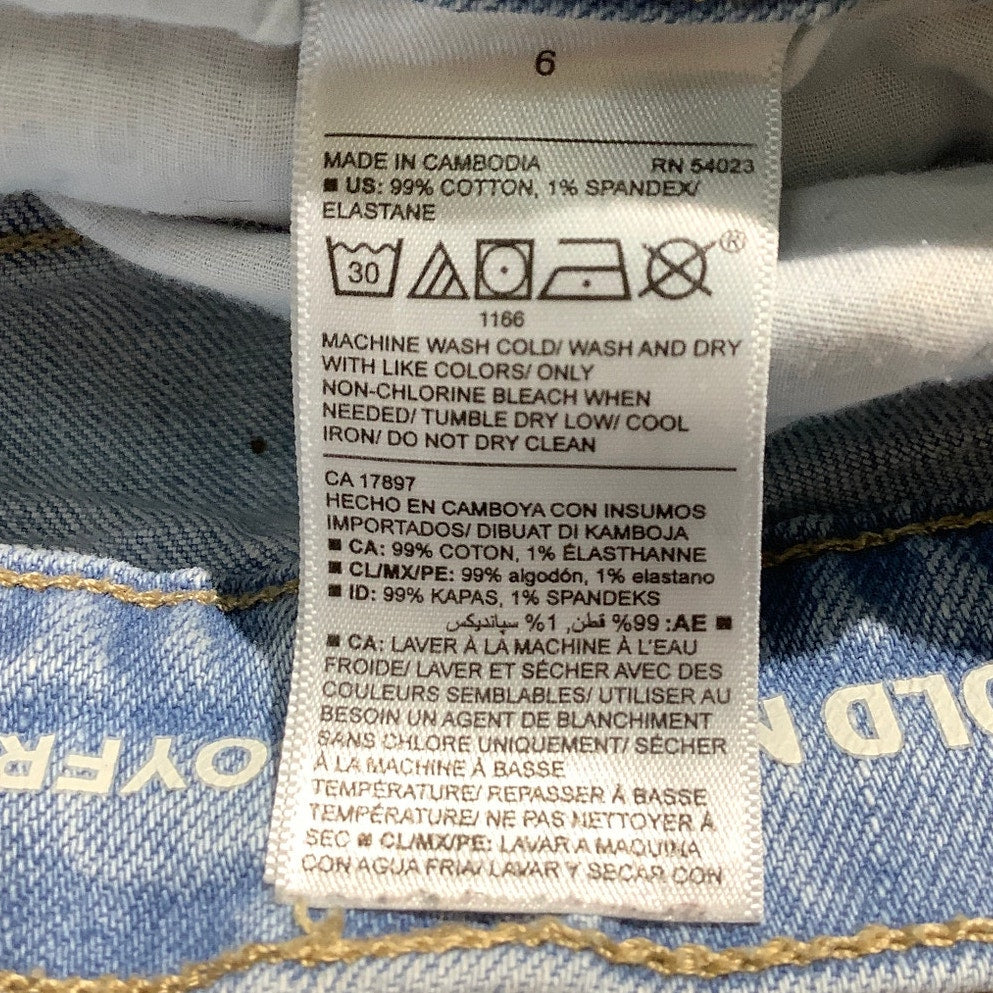 6
MADE IN CAMBODIA RN 54023
■ US: 99% COTTON, 1% SPANDEX/
ELASTANE
30
®
1166
MACHINE WASH COLD/ WASH AND DRY
WITH LIKE COLORS/ ONLY
NON-CHLORINE BLEACH WHEN
NEEDED/ TUMBLE DRY LOW/ COOL
IRON/ DO NOT DRY CLEAN
CA 17897
HECHO EN CAMBOYA CON INSUMOS
IMPORTADOS/ DIBUAT DI KAMBOJA
■ CA: 99% COTON, 1% ÉLASTHANNE
■ CL/MX/PE: 99% algodón, 1% elastano
■ ID: 99% KAPAS, 1% SPANDEKS
■ AE: 99% قطن, 1% سپاندیکس
■ CA: LAVER À LA MACHINE À L'EAU
FROIDE/ LAVER ET SÉCHER AVEC DES
COULEURS SEMBLABLES/ UTILISER AU
BESOIN UN AGENT DE BLANCHIMENT
SANS CHLORE UNIQUEMENT/ SÉCHER
À LA MACHINE À BASSE
TEMPÉRATURE/ REPASSER À BASSE
TEMPÉRATURE/ NE PAS NETTOYER À
SEC ■ CL/MX/PE: LAVAR A MAQUINA
CON AGUA FRIA/ LAVAR Y SECAR CON
OLD N
OYFR